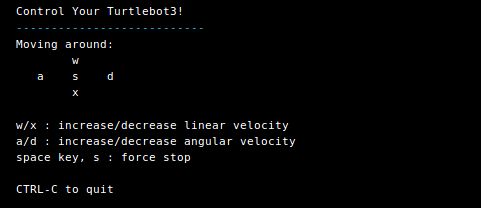 Control Your Turtlebot3!
---------------------------
Moving around:
        w
   a    s    d
        x

w/x : increase/decrease linear velocity
a/d : increase/decrease angular velocity
space key, s : force stop

CTRL-C to quit